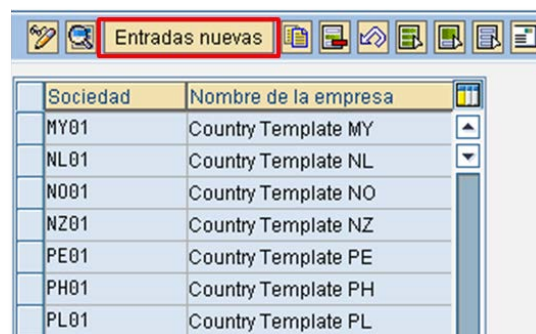 Entradas nuevas
Sociedad Nombre de la empresa
MY01 Country Template MY
NL01 Country Template NL
NO01 Country Template NO
NZ01 Country Template NZ
PE01 Country Template PE
PH01 Country Template PH
PL01 Country Template PL